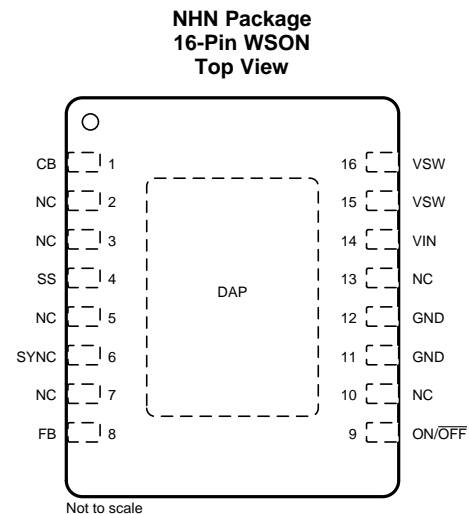 NHN Package
16-Pin WSON
Top View
CB 1 16 VSW
NC 2 15 VSW
NC 3 14 VIN
SS 4 13 NC
DAP
NC 5 12 GND
SYNC 6 11 GND
NC 7 10 NC
FB 8 9 ON/O̅F̅F̅
Not to scale